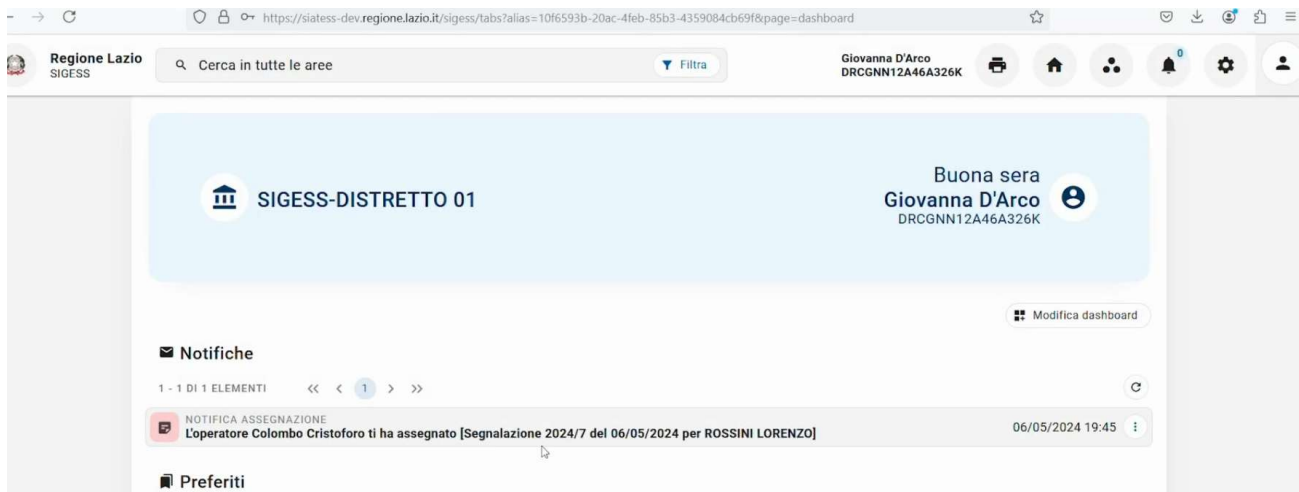 https://siatess-dev.regione.lazio.it/sigess/tabs?alias=10f6593b-20ac-4feb-85b3-4359084cb69f&page=dashboard
Regione Lazio
SIGESS
Cerca in tutte le aree
Filtra
Giovanna D'Arco
DRCGNN12A46A326K
0
SIGESS-DISTRETTO 01
Buona sera
Giovanna D'Arco
DRCGNN12A46A326K
Modifica dashboard
Notifiche
1 - 1 DI 1 ELEMENTI << < 1 > >>
NOTIFICA ASSEGNAZIONE
L'operatore Colombo Cristoforo ti ha assegnato [Segnalazione 2024/7 del 06/05/2024 per ROSSINI LORENZO]
06/05/2024 19:45
Preferiti